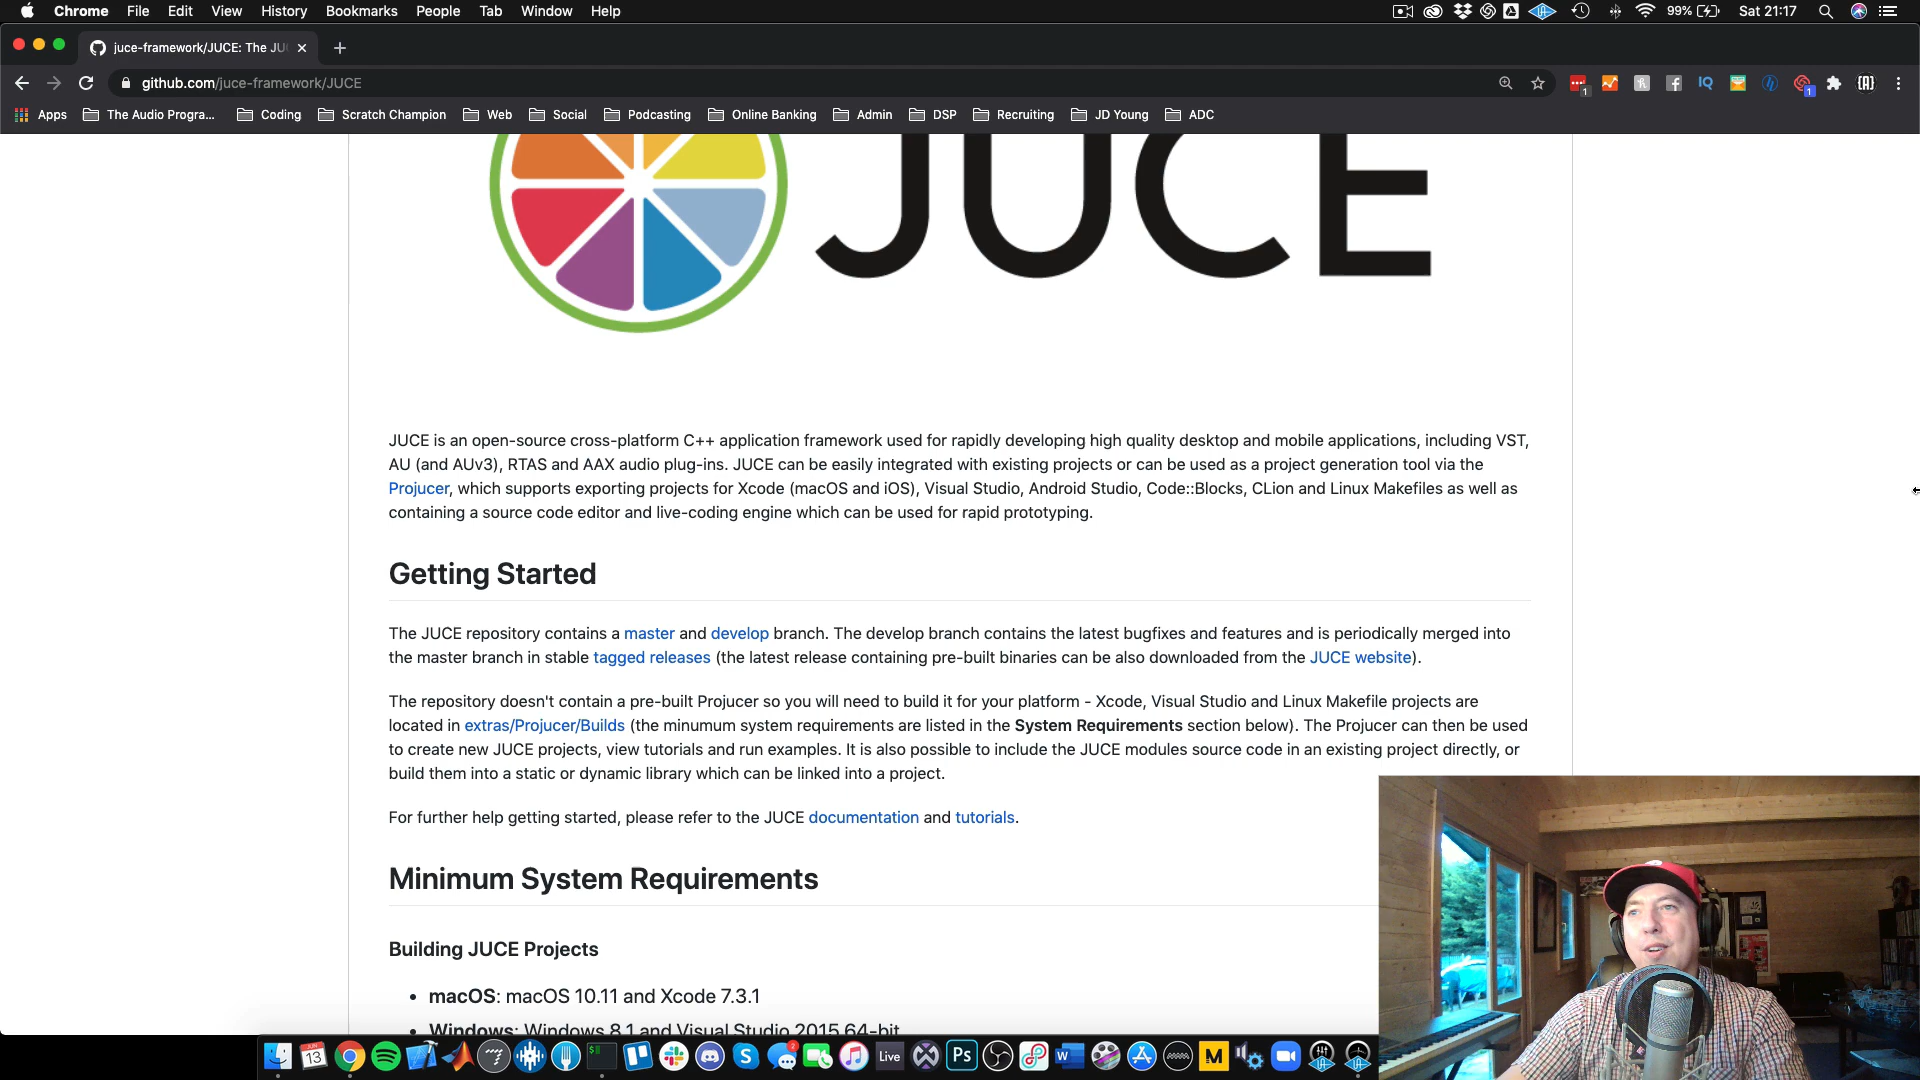 Chrome File Edit View History Bookmarks People Tab Window Help 99% Sat 21:17
juce-framework/JUCE: The JU
github.com/juce-framework/JUCE
Apps The Audio Progra... Coding Scratch Champion Web Social Podcasting Online Banking Admin DSP Recruiting JD Young ADC
JUCE
JUCE is an open-source cross-platform C++ application framework used for rapidly developing high quality desktop and mobile applications, including VST,
AU (and AUv3), RTAS and AAX audio plug-ins. JUCE can be easily integrated with existing projects or can be used as a project generation tool via the
Projucer, which supports exporting projects for Xcode (macOS and iOS), Visual Studio, Android Studio, Code::Blocks, CLion and Linux Makefiles as well as
containing a source code editor and live-coding engine which can be used for rapid prototyping.
Getting Started
The JUCE repository contains a master and develop branch. The develop branch contains the latest bugfixes and features and is periodically merged into
the master branch in stable tagged releases (the latest release containing pre-built binaries can be also downloaded from the JUCE website).
The repository doesn't contain a pre-built Projucer so you will need to build it for your platform - Xcode, Visual Studio and Linux Makefile projects are
located in extras/Projucer/Builds (the minumum system requirements are listed in the System Requirements section below). The Projucer can then be used
to create new JUCE projects, view tutorials and run examples. It is also possible to include the JUCE modules source code in an existing project directly, or
build them into a static or dynamic library which can be linked into a project.
For further help getting started, please refer to the JUCE documentation and tutorials.
Minimum System Requirements
Building JUCE Projects
• macOS: macOS 10.11 and Xcode 7.3.1
• Windows: Windows 8.1 and Visual Studio 2015 64-bit
JUN 13 Live Ps W M